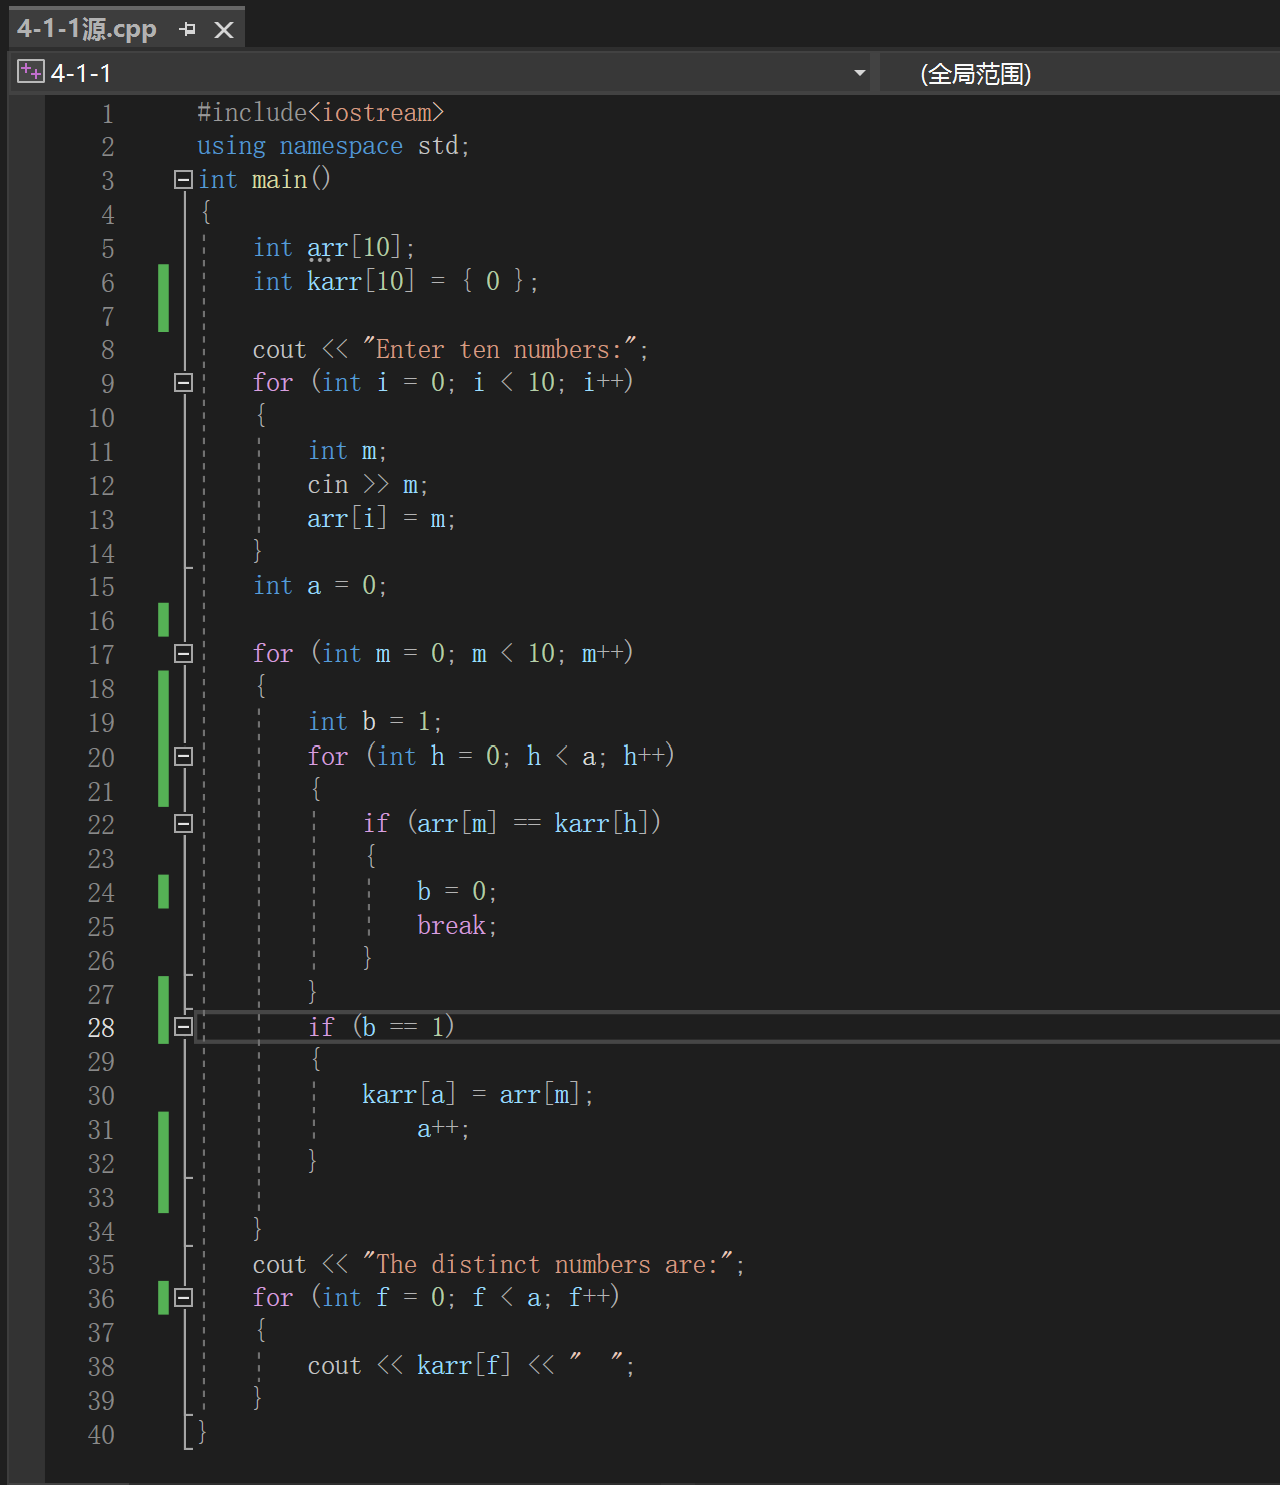 4-1-1源.cpp
4-1-1 (全局范围)
1 #include<iostream>
2 using namespace std;
3 int main()
4 {
5 int arr[10];
6 int karr[10] = { 0 };
7
8 cout << "Enter ten numbers:";
9 for (int i = 0; i < 10; i++)
10 {
11 int m;
12 cin >> m;
13 arr[i] = m;
14 }
15 int a = 0;
16
17 for (int m = 0; m < 10; m++)
18 {
19 int b = 1;
20 for (int h = 0; h < a; h++)
21 {
22 if (arr[m] == karr[h])
23 {
24 b = 0;
25 break;
26 }
27 }
28 if (b == 1)
29 {
30 karr[a] = arr[m];
31 a++;
32 }
33
34 }
35 cout << "The distinct numbers are:";
36 for (int f = 0; f < a; f++)
37 {
38 cout << karr[f] << "  ";
39 }
40 }